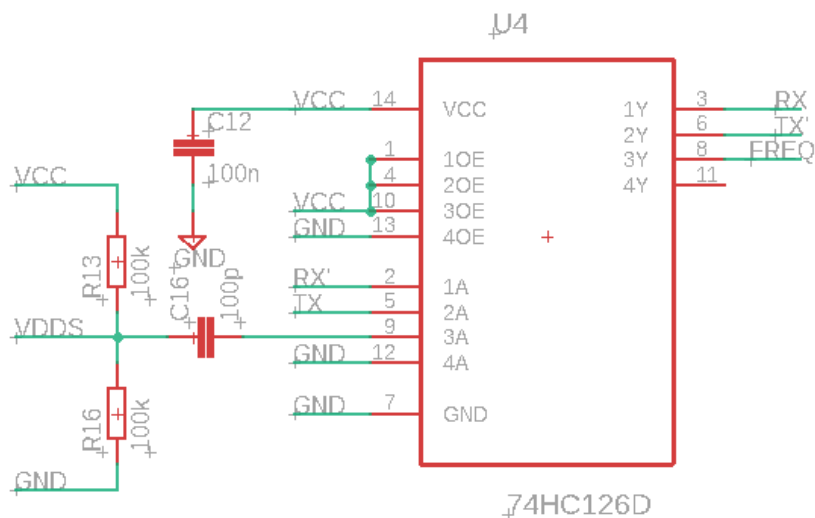 U4
VCC 14 VCC 1Y 3 RX
C12
2Y 6 TX'
100n
1 1OE 3Y 8 FREQ
VCC
4 2OE 4Y 11
VCC 10 3OE
GND 13 4OE
GND
R13 100k
C16 100p
RX' 2 1A
TX 5 2A
VDDS
9 3A
GND 12 4A
R16 100k
GND 7 GND
GND
74HC126D